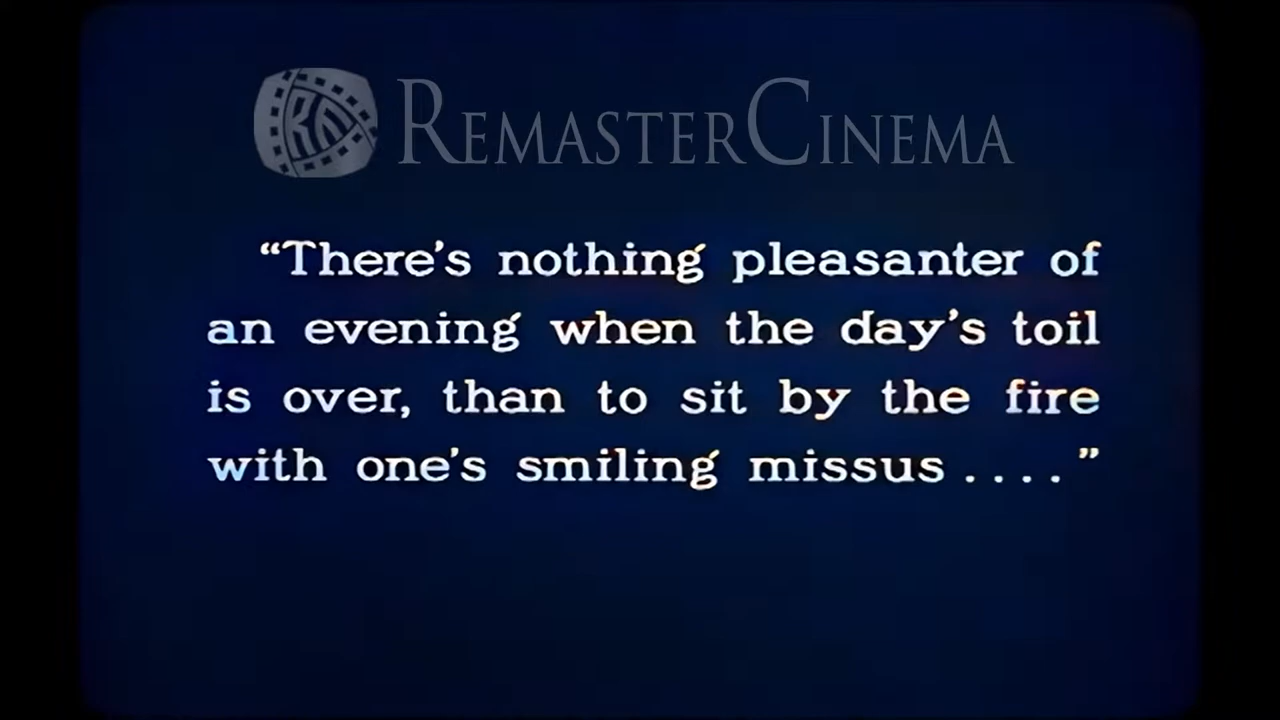 REMASTERCINEMA
“There’s nothing pleasanter of
an evening when the day’s toil
is over, than to sit by the fire
with one’s smiling missus . . . . ”